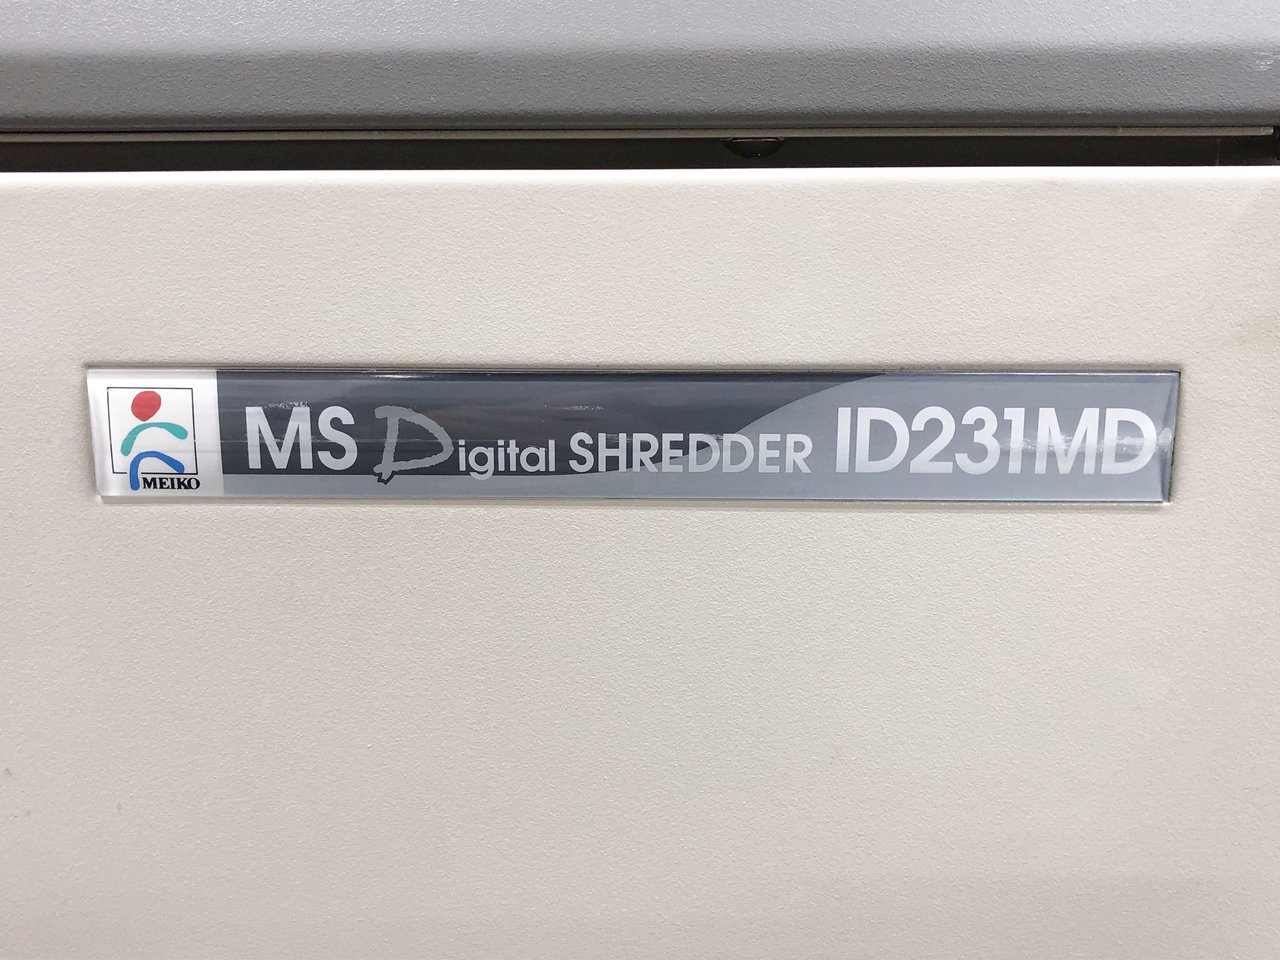 MEIKO
MS Digital SHREDDER ID231MD